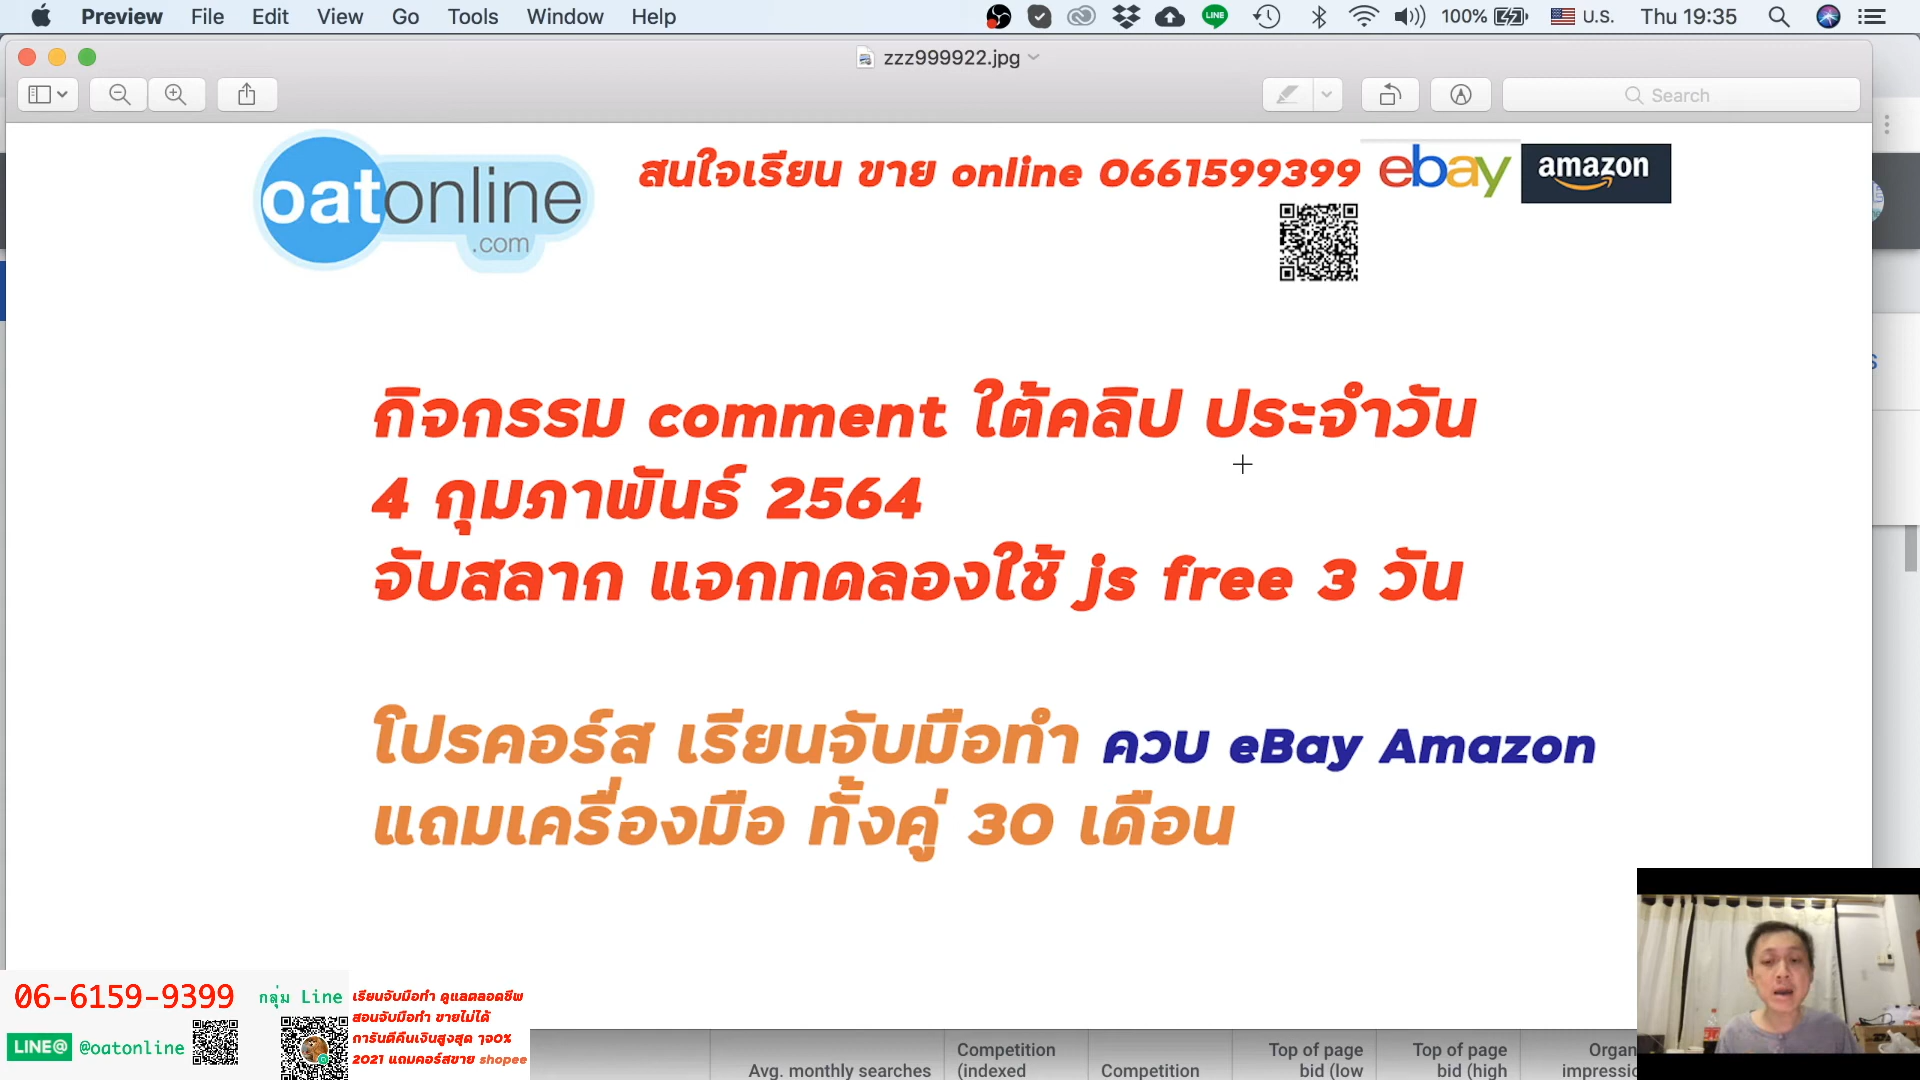 Preview File Edit View Go Tools Window Help
100% U.S. Thu 19:35
zzz999922.jpg
Search
oatonline
.com
สนใจเรียน ขาย online 0661599399
ebay
amazon
กิจกรรม comment ใต้คลิป ประจำวัน
4 กุมภาพันธ์ 2564
จับสลาก แจกทดลองใช้ js free 3 วัน
โปรคอร์ส เรียนจับมือทำ ควบ eBay Amazon
แถมเครื่องมือ ทั้งคู่ 30 เดือน
06-6159-9399
กลุ่ม Line
LINE@ @oatonline
เรียนจับมือทำ ดูแลตลอดชีพ
สอนจับมือทำ ขายไม่ได้
การันตีคืนเงินสูงสุด
2021 แถมคอร์สขาย shopee
Avg. monthly searches
Competition
(indexed
Competition
Top of page
bid (low
Top of page
bid (high